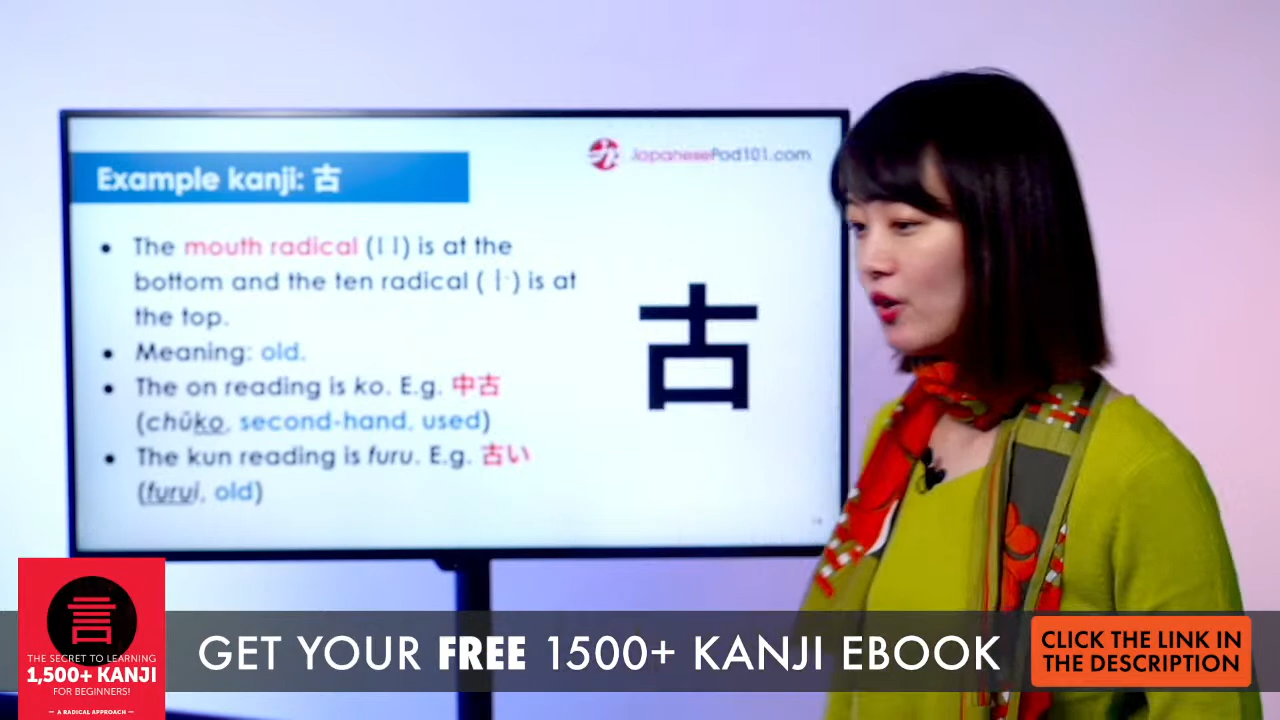 JapanesePod101.com
Example kanji: 古
• The mouth radical (口) is at the
bottom and the ten radical (十) is at
the top.
• Meaning: old.
• The on reading is ko. E.g. 中古
(chūko, second-hand, used)
• The kun reading is furu. E.g. 古い
(furui, old)
古
言
THE SECRET TO LEARNING
1,500+ KANJI
FOR BEGINNERS!
— A RADICAL APPROACH —
GET YOUR FREE 1500+ KANJI EBOOK
CLICK THE LINK IN
THE DESCRIPTION